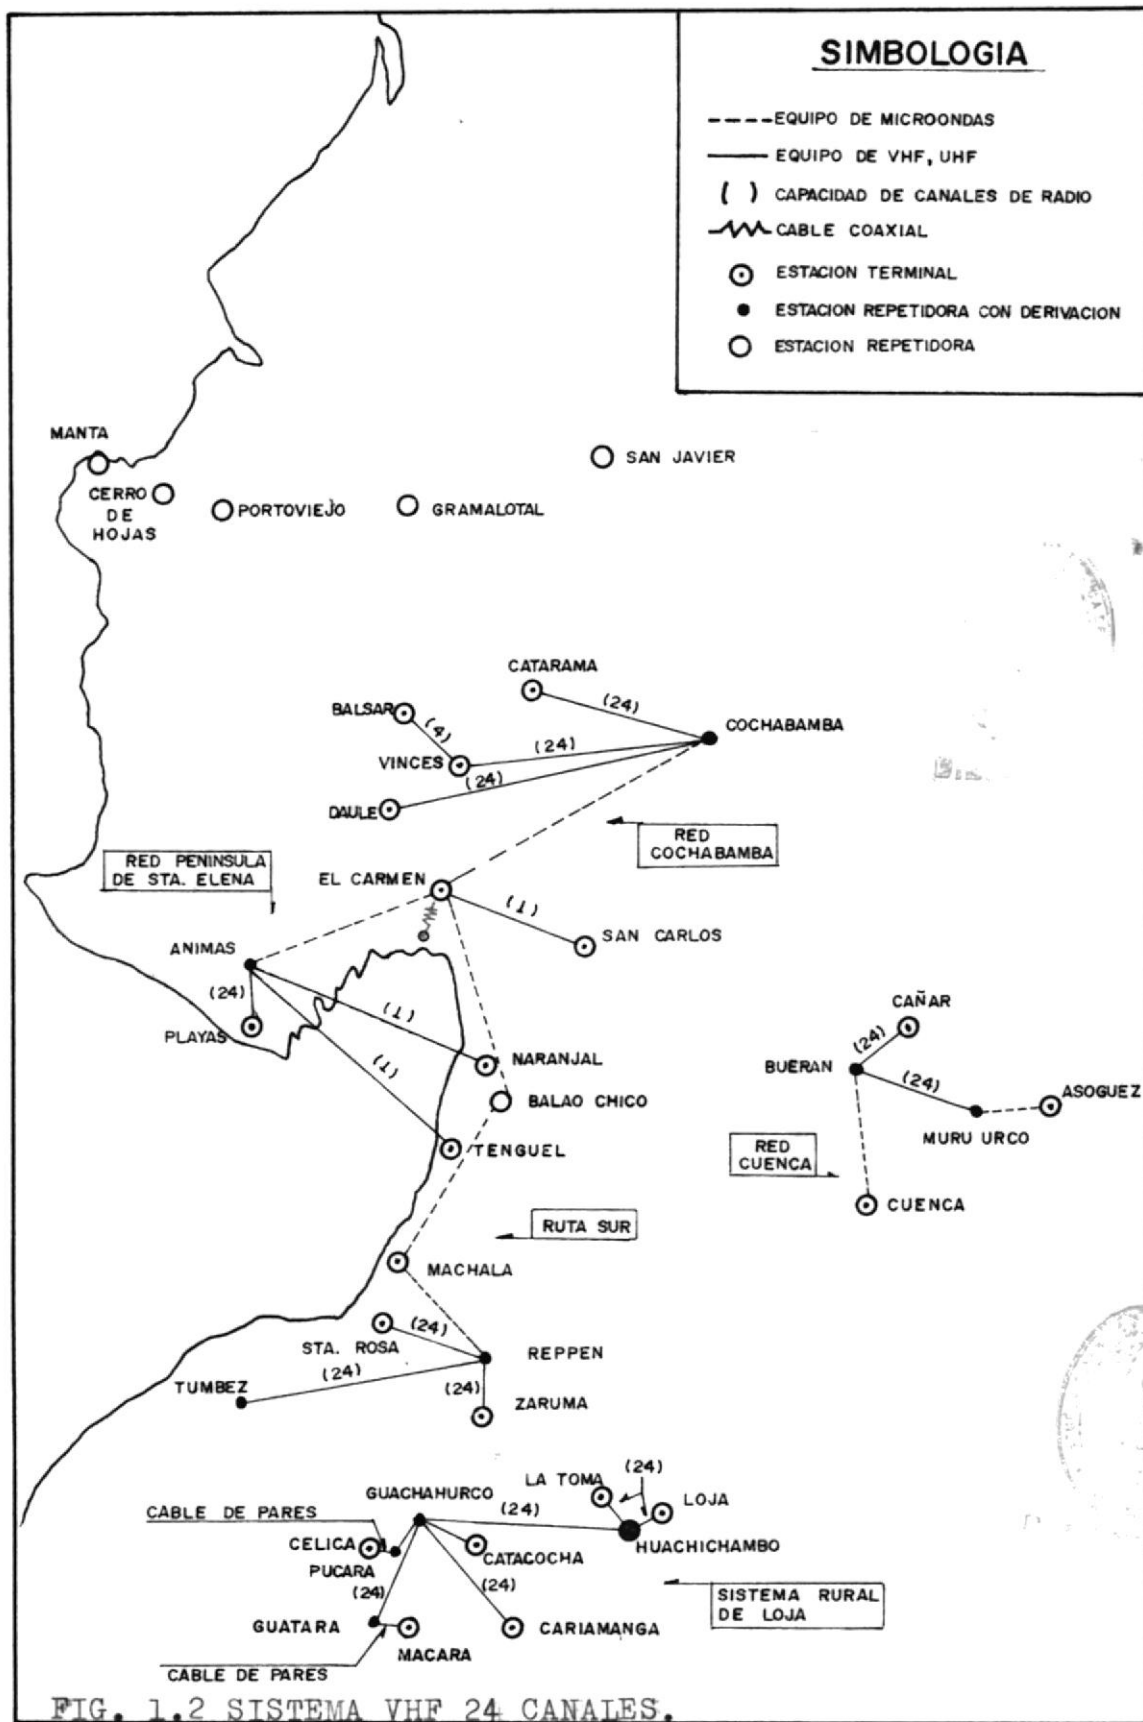 SIMBOLOGIA
EQUIPO DE MICROONDAS
EQUIPO DE VHF, UHF
( ) CAPACIDAD DE CANALES DE RADIO
CABLE COAXIAL
ESTACION TERMINAL
ESTACION REPETIDORA CON DERIVACION
ESTACION REPETIDORA
MANTA
SAN JAVIER
CERRO
DE
HOJAS
PORTOVIEJO
GRAMALOTAL
CATARAMA
(24)
BALSAR
(4)
COCHABAMBA
VINCES
(24)
(24)
DAULE
RED
COCHABAMBA
RED PENINSULA
DE STA. ELENA
EL CARMEN
(1)
SAN CARLOS
ANIMAS
(24)
PLAYAS
(1)
(1)
NARANJAL
BALAO CHICO
TENGUEL
CAÑAR
(24)
BUERAN
(24)
ASOGUEZ
MURU URCO
RED
CUENCA
CUENCA
RUTA SUR
MACHALA
(24)
STA. ROSA
REPPEN
(24)
TUMBEZ
(24)
ZARUMA
LA TOMA
(24)
LOJA
GUACHAHURCO
(24)
CABLE DE PARES
HUACHICHAMBO
CELICA
PUCARA
CATACOCHA
(24)
(24)
SISTEMA RURAL
DE LOJA
GUATARA
MACARA
CARIAMANGA
CABLE DE PARES
FIG. 1.2 SISTEMA VHF 24 CANALES.